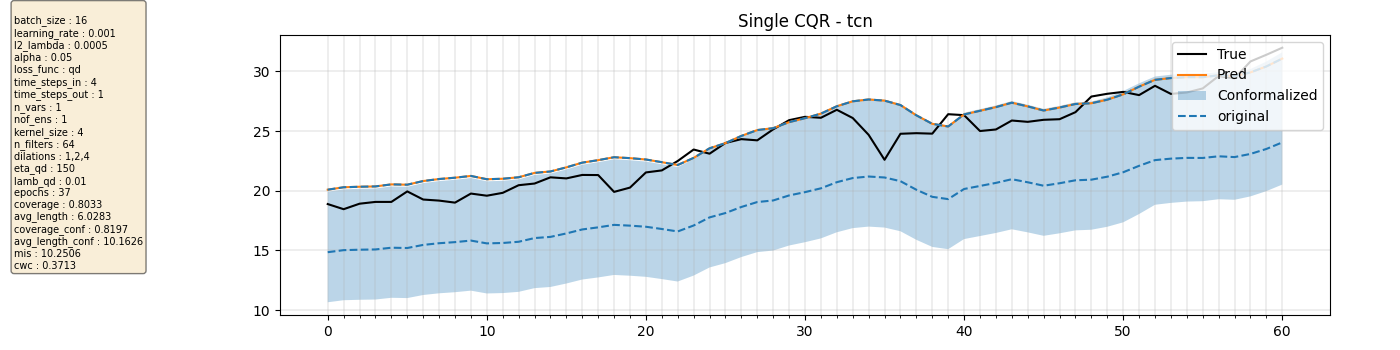 batch_size : 16
learning_rate : 0.001
l2_lambda : 0.0005
alpha : 0.05
loss_func : qd
time_steps_in : 4
time_steps_out : 1
n_vars : 1
nof_ens : 1
kernel_size : 4
n_filters : 64
dilations : 1,2,4
eta_qd : 150
lamb_qd : 0.01
epochs : 37
coverage : 0.8033
avg_length : 6.0283
coverage_conf : 0.8197
avg_length_conf : 10.1626
mis : 10.2506
cwc : 0.3713
Single CQR - tcn
True
Pred
Conformalized
original
30
25
20
15
10
0 10 20 30 40 50 60